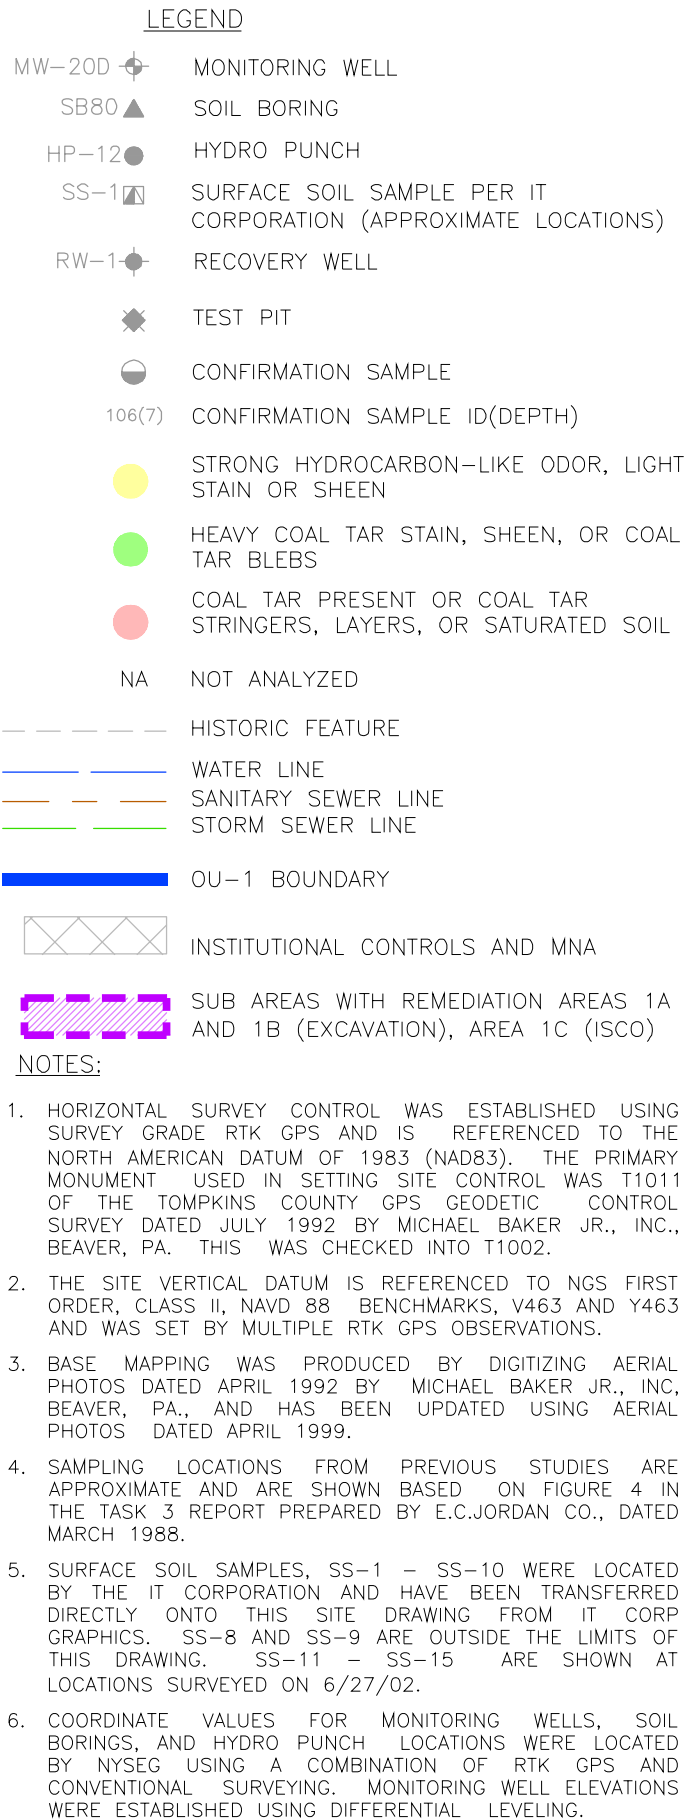 LEGEND
MW-20D MONITORING WELL
SB80 SOIL BORING
HP-12 HYDRO PUNCH
SS-1 SURFACE SOIL SAMPLE PER IT
CORPORATION (APPROXIMATE LOCATIONS)
RW-1 RECOVERY WELL
TEST PIT
CONFIRMATION SAMPLE
106(7) CONFIRMATION SAMPLE ID(DEPTH)
STRONG HYDROCARBON-LIKE ODOR, LIGHT
STAIN OR SHEEN
HEAVY COAL TAR STAIN, SHEEN, OR COAL
TAR BLEBS
COAL TAR PRESENT OR COAL TAR
STRINGERS, LAYERS, OR SATURATED SOIL
NA NOT ANALYZED
HISTORIC FEATURE
WATER LINE
SANITARY SEWER LINE
STORM SEWER LINE
OU-1 BOUNDARY
INSTITUTIONAL CONTROLS AND MNA
SUB AREAS WITH REMEDIATION AREAS 1A
AND 1B (EXCAVATION), AREA 1C (ISCO)
NOTES:
1. HORIZONTAL SURVEY CONTROL WAS ESTABLISHED USING
SURVEY GRADE RTK GPS AND IS REFERENCED TO THE
NORTH AMERICAN DATUM OF 1983 (NAD83). THE PRIMARY
MONUMENT USED IN SETTING SITE CONTROL WAS T1011
OF THE TOMPKINS COUNTY GPS GEODETIC CONTROL
SURVEY DATED JULY 1992 BY MICHAEL BAKER JR., INC.,
BEAVER, PA. THIS WAS CHECKED INTO T1002.
2. THE SITE VERTICAL DATUM IS REFERENCED TO NGS FIRST
ORDER, CLASS II, NAVD 88 BENCHMARKS, V463 AND Y463
AND WAS SET BY MULTIPLE RTK GPS OBSERVATIONS.
3. BASE MAPPING WAS PRODUCED BY DIGITIZING AERIAL
PHOTOS DATED APRIL 1992 BY MICHAEL BAKER JR., INC,
BEAVER, PA., AND HAS BEEN UPDATED USING AERIAL
PHOTOS DATED APRIL 1999.
4. SAMPLING LOCATIONS FROM PREVIOUS STUDIES ARE
APPROXIMATE AND ARE SHOWN BASED ON FIGURE 4 IN
THE TASK 3 REPORT PREPARED BY E.C.JORDAN CO., DATED
MARCH 1988.
5. SURFACE SOIL SAMPLES, SS-1 - SS-10 WERE LOCATED
BY THE IT CORPORATION AND HAVE BEEN TRANSFERRED
DIRECTLY ONTO THIS SITE DRAWING FROM IT CORP
GRAPHICS. SS-8 AND SS-9 ARE OUTSIDE THE LIMITS OF
THIS DRAWING. SS-11 - SS-15 ARE SHOWN AT
LOCATIONS SURVEYED ON 6/27/02.
6. COORDINATE VALUES FOR MONITORING WELLS, SOIL
BORINGS, AND HYDRO PUNCH LOCATIONS WERE LOCATED
BY NYSEG USING A COMBINATION OF RTK GPS AND
CONVENTIONAL SURVEYING. MONITORING WELL ELEVATIONS
WERE ESTABLISHED USING DIFFERENTIAL LEVELING.